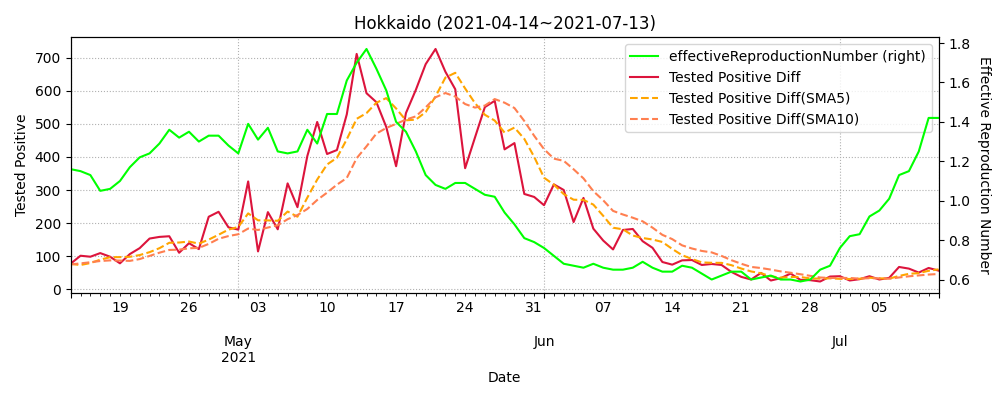 Hokkaido (2021-04-14~2021-07-13)
effectiveReproductionNumber (right)
Tested Positive Diff
Tested Positive Diff(SMA5)
Tested Positive Diff(SMA10)
Tested Positive
700
600
500
400
300
200
100
0
1.8
1.6
1.4
1.2
1.0
0.8
0.6
Effective Reproduction Number
19 26 03 10 17 24 07 14 21 28 05
May Jun Jul
2021
Date